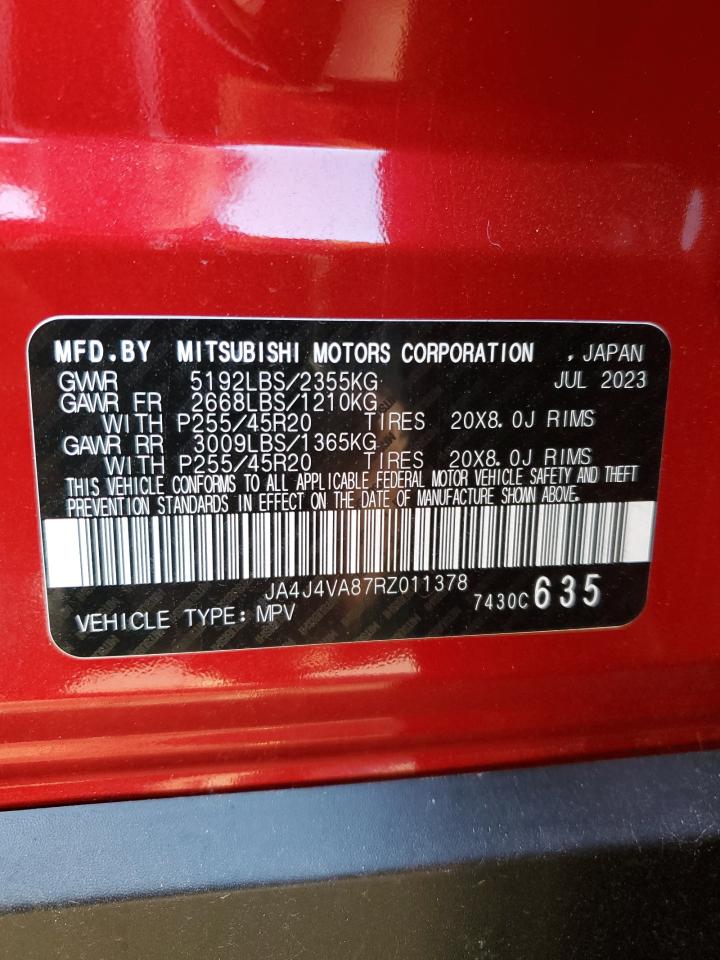 MFD.BY MITSUBISHI MOTORS CORPORATION , JAPAN
GVWR 5192LBS/2355KG JUL 2023
GAWR FR 2668LBS/1210KG
WITH P255/45R20 TIRES 20X8.0J RIMS
GAWR RR 3009LBS/1365KG
WITH P255/45R20 TIRES 20X8.0J RIMS
THIS VEHICLE CONFORMS TO ALL APPLICABLE FEDERAL MOTOR VEHICLE SAFETY AND THEFT
PREVENTION STANDARDS IN EFFECT ON THE DATE OF MANUFACTURE SHOWN ABOVE.
JA4J4VA87RZ011378
VEHICLE TYPE: MPV 7430C 635